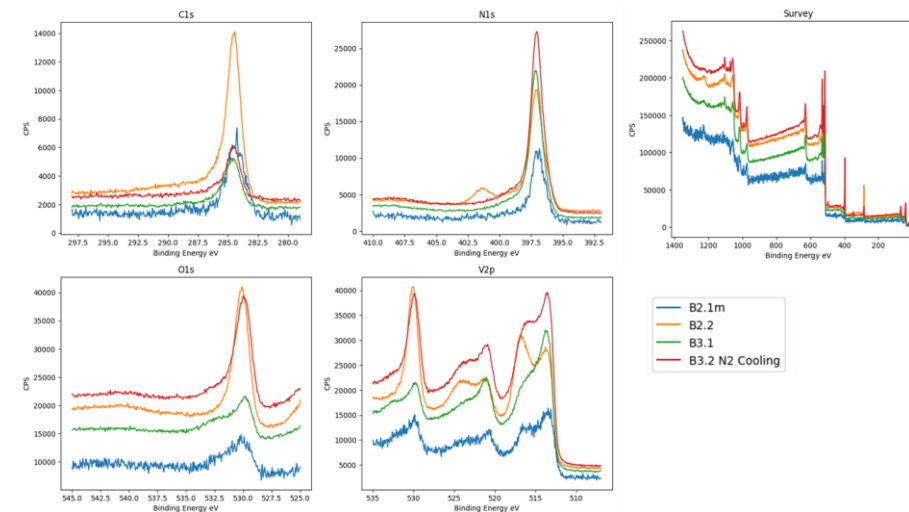 C1s
14000
12000
10000
8000
6000
4000
2000
0
CPS
297.5 295.0 292.5 290.0 287.5 285.0 282.5 280.0
Binding Energy eV
N1s
25000
20000
15000
10000
5000
0
CPS
410.0 407.5 405.0 402.5 400.0 397.5 395.0 392.5
Binding Energy eV
Survey
250000
200000
150000
100000
50000
0
CPS
1400 1200 1000 800 600 400 200 0
Binding Energy eV
O1s
40000
35000
30000
25000
20000
15000
10000
CPS
545.0 542.5 540.0 537.5 535.0 532.5 530.0 527.5 525.0
Binding Energy eV
V2p
40000
35000
30000
25000
20000
15000
10000
5000
CPS
535 530 525 520 515 510
Binding Energy eV
B2.1m
B2.2
B3.1
B3.2 N2 Cooling